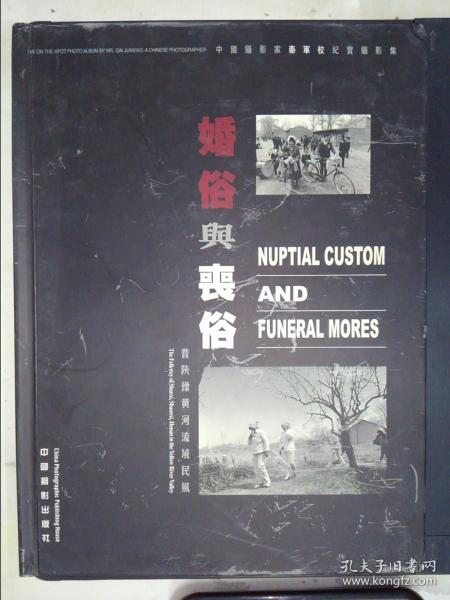 THE ON-THE-SPOT PHOTO ALBUM BY MR. QIN JUNXIAO, A CHINESE PHOTOGRAPHER
中國攝影家秦軍校紀實攝影集
婚俗與喪俗
NUPTIAL CUSTOM
AND
FUNERAL MORES
晋陝豫黄河流域民風
The Folkway of Shanxi, Shaanxi, Henan in the Yellow River Valley
China Photographic Publishing House
中國攝影出版社
孔夫子旧书网
www.kongfz.com